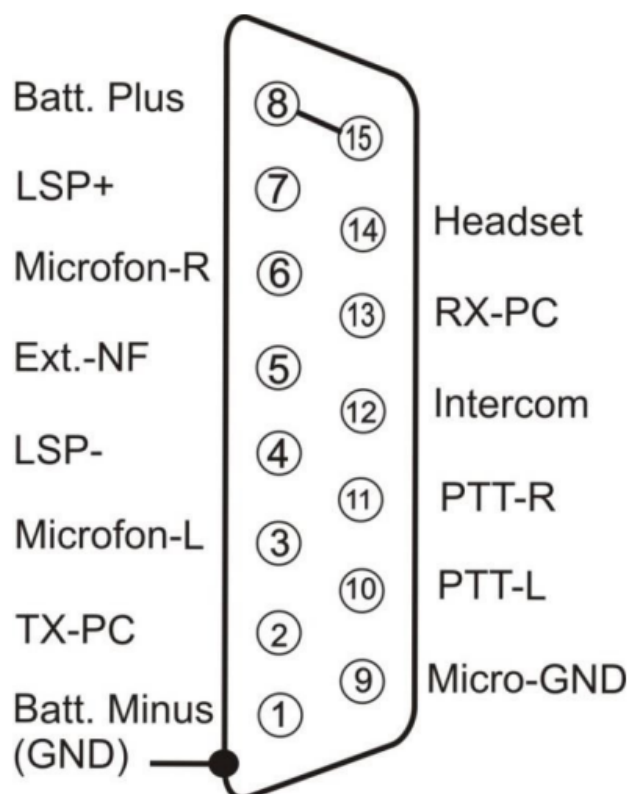 Batt. Plus
8
15
LSP+
7
14
Headset
Microfon-R
6
13
RX-PC
Ext.-NF
5
12
Intercom
LSP-
4
11
PTT-R
Microfon-L
3
10
PTT-L
TX-PC
2
9
Micro-GND
Batt. Minus
(GND)
1